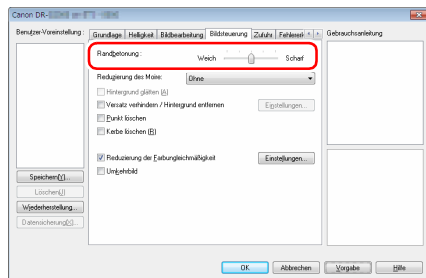 Canon DR-
Benutzer-Voreinstellung :
Grundlage Helligkeit Bildbearbeitung Bildsteuerung Zufuhr Fehlererk
Gebrauchsanleitung
Randbetonung :
Weich Scharf
Reduzierung des Moire: Ohne
Hintergrund glätten (A)
Versatz verhindern / Hintergrund entfernen Einstellungen...
Punkt löschen
Kerbe löschen (R)
Reduzierung der Farbungleichmäßigkeit Einstellungen...
Umkehrbild
Speichern(Y)...
Löschen(J)
Wiederherstellung...
Datensicherung(X)...
OK Abbrechen Vorgabe Hilfe